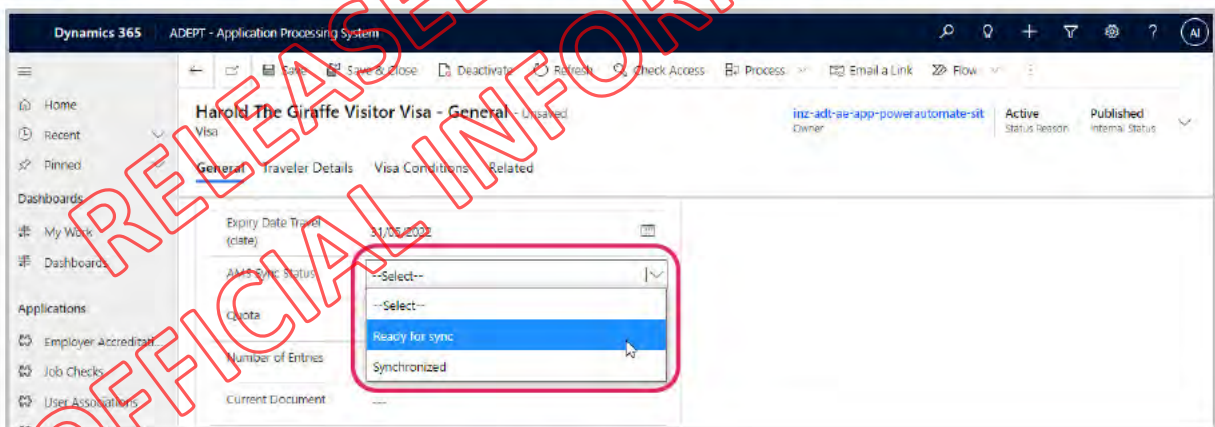 Dynamics 365 ADEPT - Application Processing System AI
Save Save & Close Deactivate Refresh Check Access Process Email a Link Flow
Home
Recent
Pinned
Dashboards
My Work
Dashboards
Applications
Employer Accreditati...
Job Checks
User Associations
Harold The Giraffe Visitor Visa - General - Unsaved
Visa
inz-adt-ae-app-powerautomate-sit
Owner
Active
Status Reason
Published
Internal Status
General Traveler Details Visa Conditions Related
Expiry Date Travel
(date)
31/05/2022
AMS Sync Status
--Select--
--Select--
Ready for sync
Synchronized
Quota
Number of Entries
Current Document
---
RELEASE
OFFICIAL INFOR